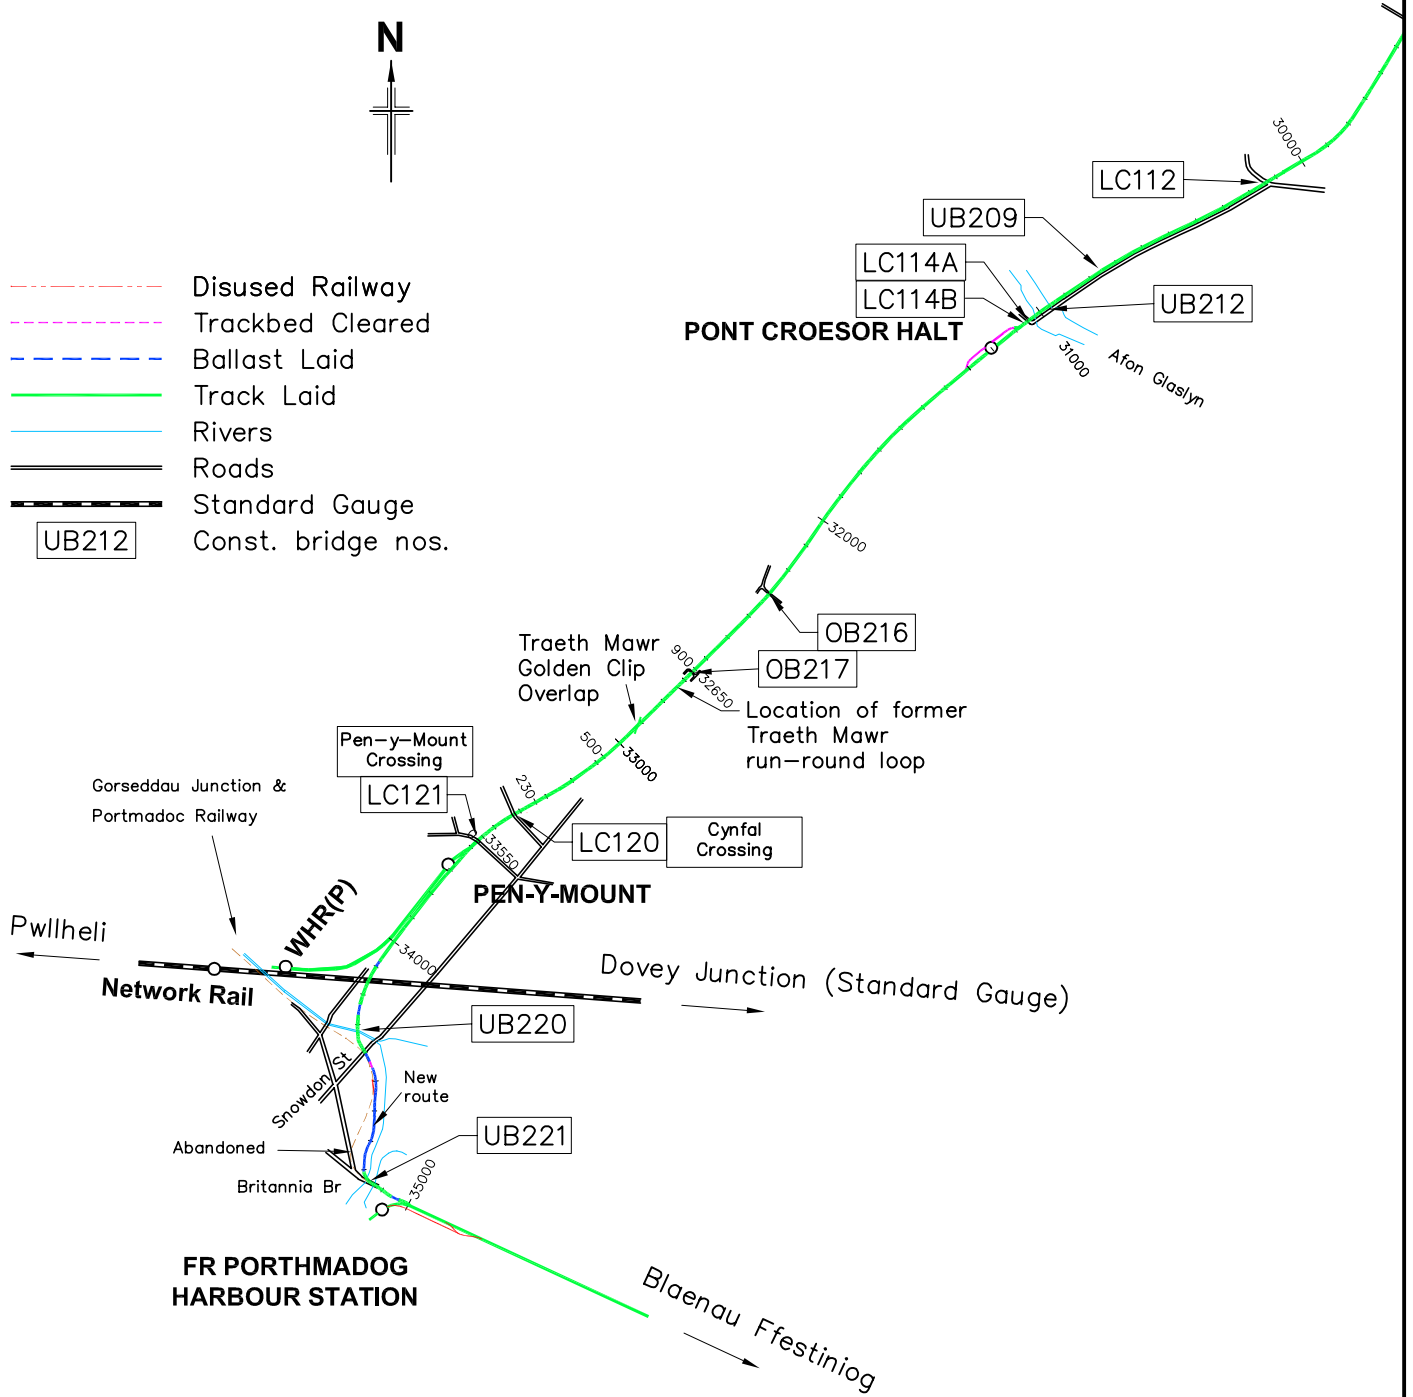 N
Disused Railway
Trackbed Cleared
Ballast Laid
Track Laid
Rivers
Roads
Standard Gauge
UB212
Const. bridge nos.
30000
LC112
UB209
LC114A
LC114B
UB212
PONT CROESOR HALT
31000
Afon Glaslyn
32000
OB216
OB217
900
32650
Traeth Mawr
Golden Clip
Overlap
Location of former
Traeth Mawr
run-round loop
500
33000
Pen-y-Mount
Crossing
LC121
230
LC120
Cynfal
Crossing
33550
PEN-Y-MOUNT
Gorseddau Junction &
Portmadoc Railway
WHR(P)
34000
Pwllheli
Network Rail
Dovey Junction (Standard Gauge)
UB220
Snowdon St
New
route
UB221
Abandoned
Britannia Br
35000
FR PORTHMADOG
HARBOUR STATION
Blaenau Ffestiniog